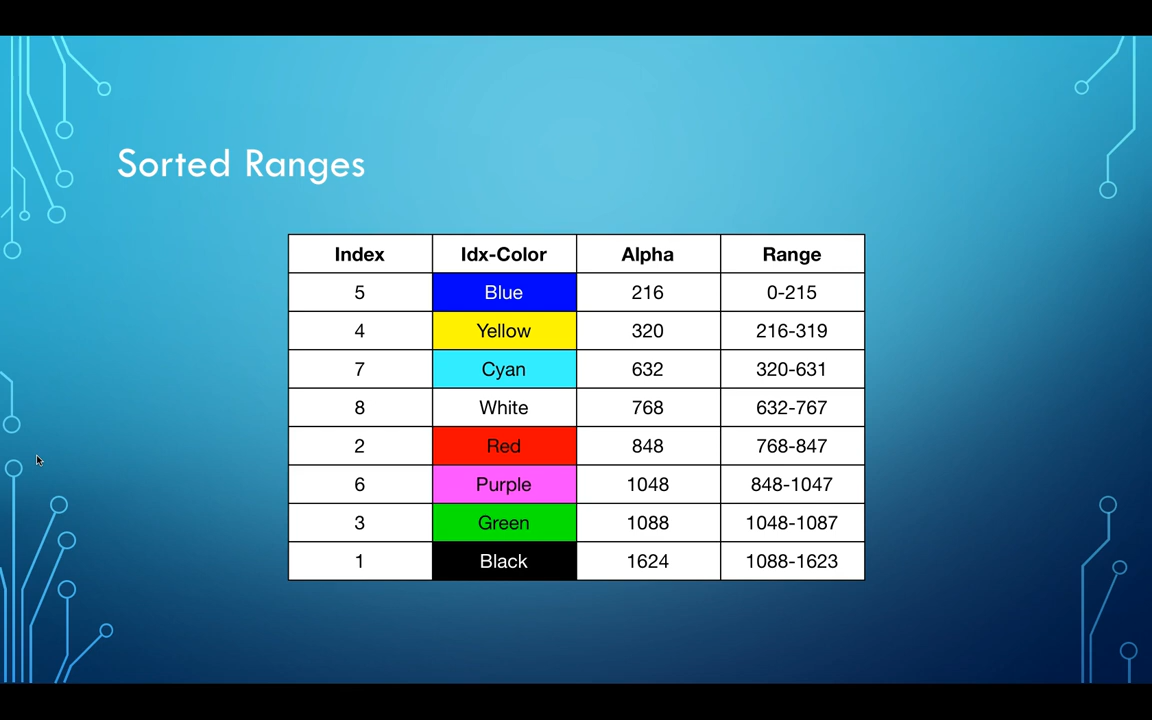 Sorted Ranges
Index Idx-Color Alpha Range
5 Blue 216 0-215
4 Yellow 320 216-319
7 Cyan 632 320-631
8 White 768 632-767
2 Red 848 768-847
6 Purple 1048 848-1047
3 Green 1088 1048-1087
1 Black 1624 1088-1623